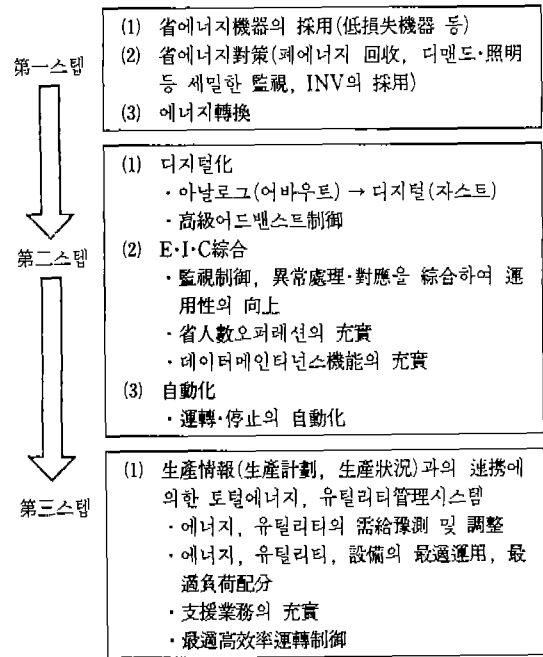 第一스텝
(1) 省에너지機器의 採用(低損失機器 등)
(2) 省에너지對策(폐에너지 回收, 디맨드·照明
등 세밀한 監視, INV의 採用)
(3) 에너지轉換
第二스텝
(1) 디지털化
·아날로그(어바우트) → 디지털(자스트)
·高級어드밴스트制御
(2) E·I·C綜合
·監視制御, 異常處理·對應을 綜合하여 運
用性의 向上
·省人數오퍼레션의 充實
·데이터메인티넌스機能의 充實
(3) 自動化
·運轉·停止의 自動化
第三스텝
(1) 生產情報(生產計劃, 生產狀況)과의 連携에
의한 토털에너지, 유틸리티管理시스템
·에너지, 유틸리티의 需給豫測 및 調整
·에너지, 유틸리티, 設備의 最適運用, 最
適負荷配分
·支援業務의 充實
·最適高效率運轉制御